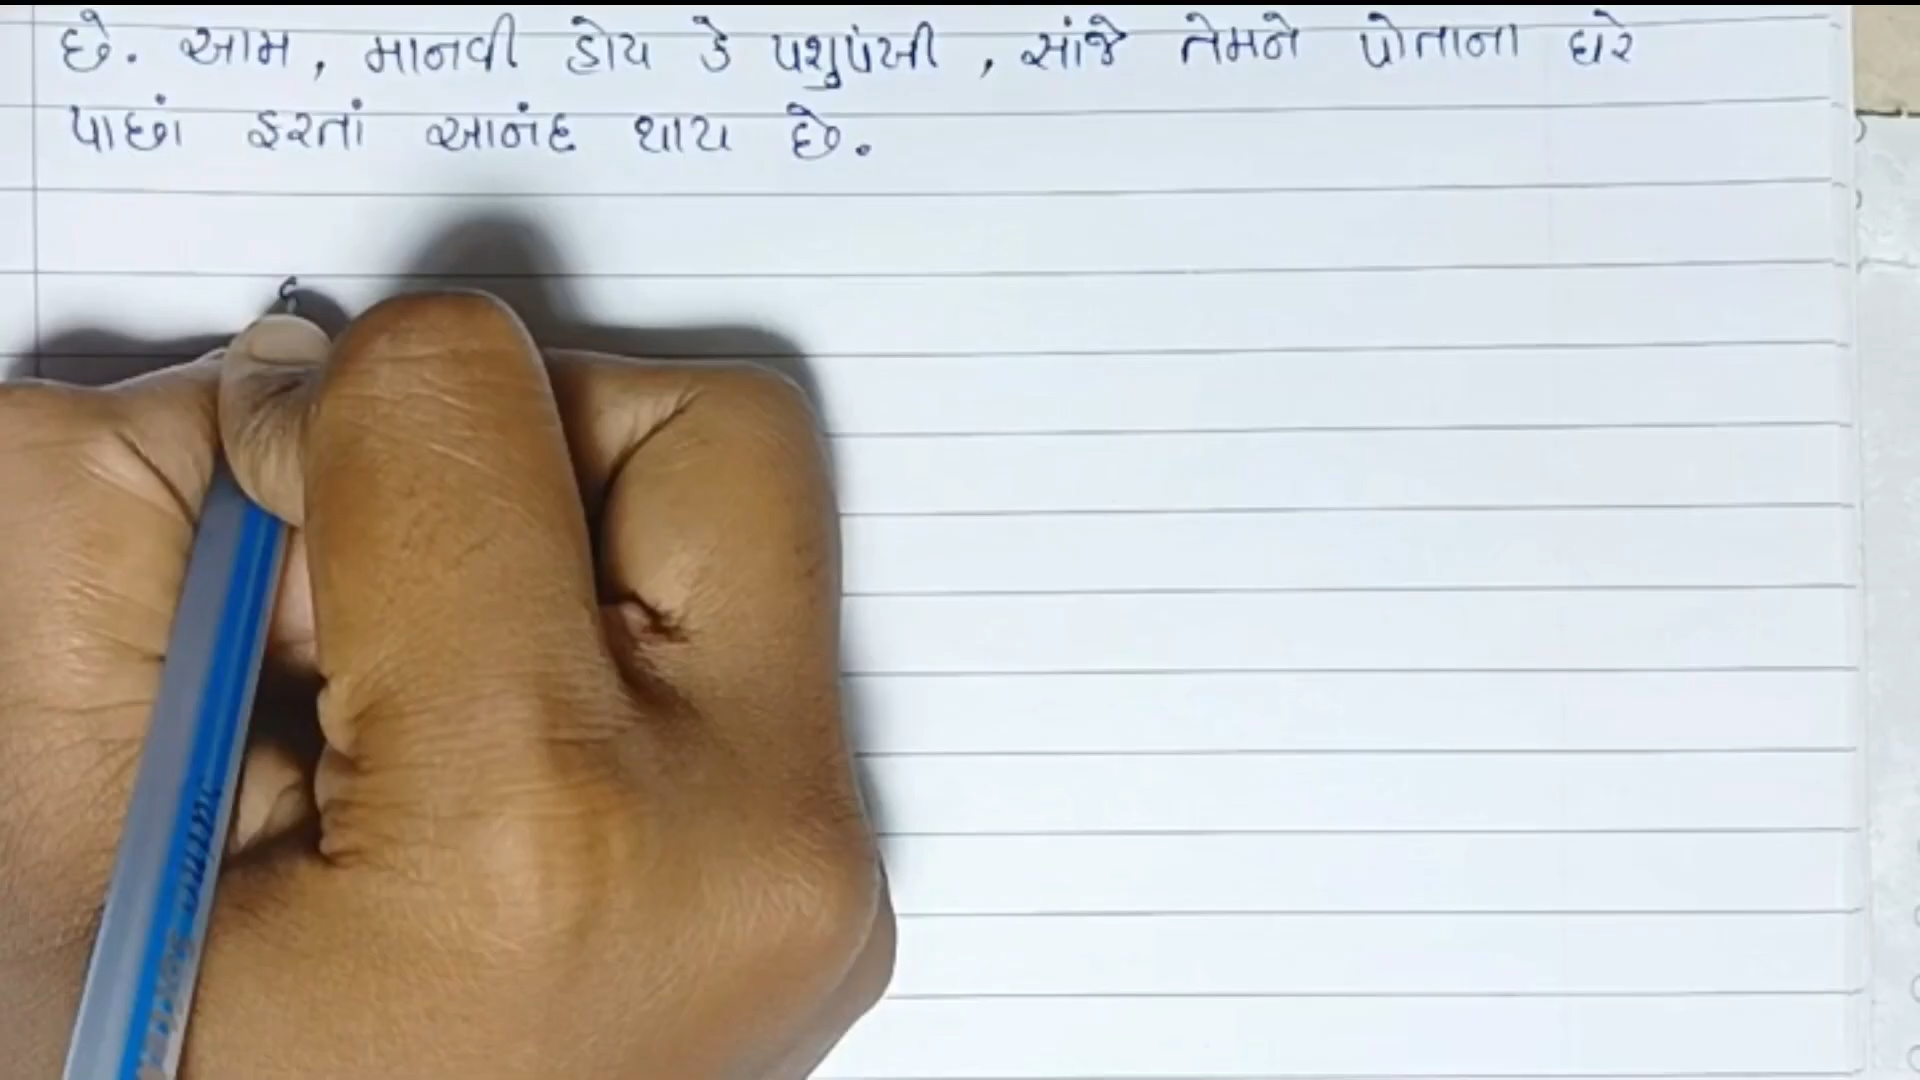 છે. આમ, માનવી હોય કે પશુપંખી, સાંજે તેમને પોતાના ઘરે
પાછાં ફરતાં આનંદ થાય છે.